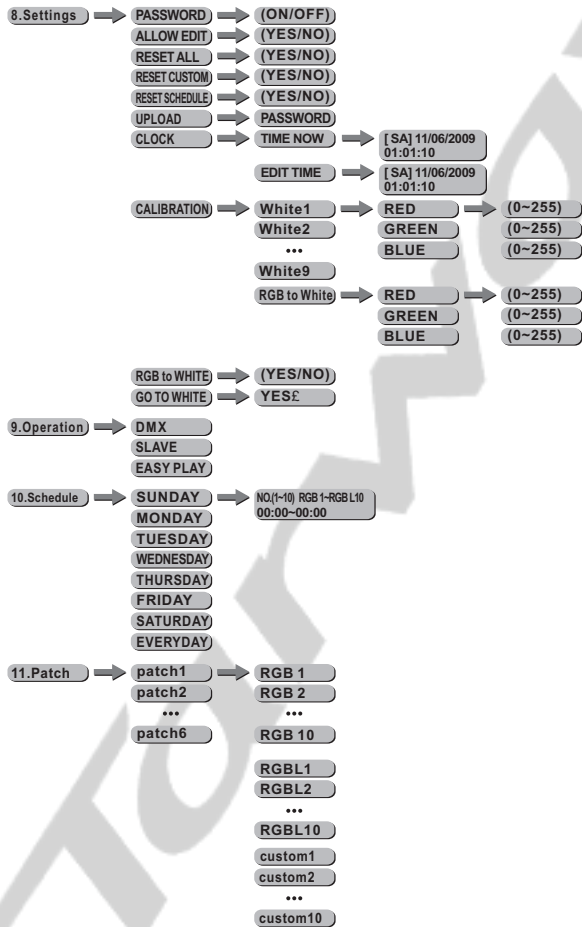 8.Settings PASSWORD (ON/OFF)
ALLOW EDIT (YES/NO)
RESET ALL (YES/NO)
RESET CUSTOM (YES/NO)
RESET SCHEDULE (YES/NO)
UPLOAD PASSWORD
CLOCK TIME NOW [ SA] 11/06/2009
01:01:10
EDIT TIME [ SA] 11/06/2009
01:01:10
CALIBRATION White1 RED (0~255)
White2 GREEN (0~255)
... BLUE (0~255)
White9
RGB to White RED (0~255)
GREEN (0~255)
BLUE (0~255)
RGB to WHITE (YES/NO)
GO TO WHITE YES£
9.Operation DMX
SLAVE
EASY PLAY
10.Schedule SUNDAY NO.(1~10) RGB 1~RGB L10
00:00~00:00
MONDAY
TUESDAY
WEDNESDAY
THURSDAY
FRIDAY
SATURDAY
EVERYDAY
11.Patch patch1 RGB 1
patch2 RGB 2
... ...
patch6 RGB 10
RGBL1
RGBL2
...
RGBL10
custom1
custom2
...
custom10